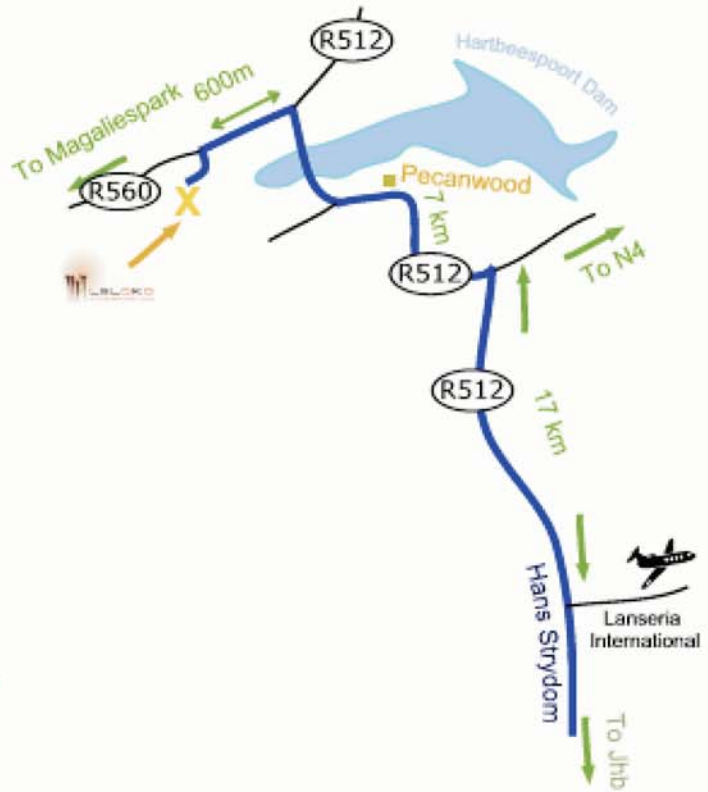 R512
Hartbeespoort Dam
600m
To Magaliespark
R560
X
Pecanwood
7 km
R512
To N4
LELOKO
R512
17 km
Hans Strydom
Lanseria
International
To Jhb